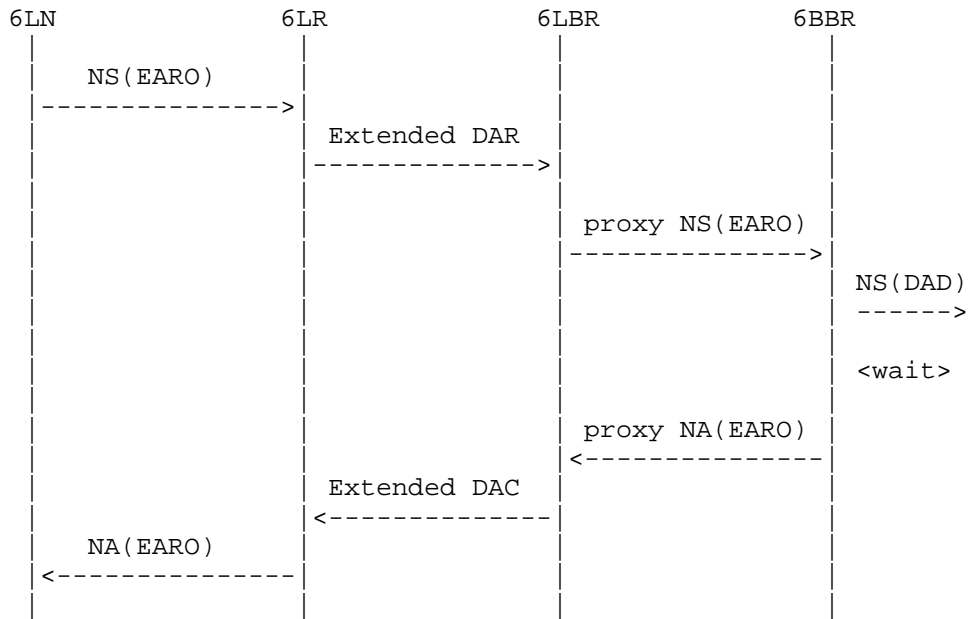 6LN 6LR 6LBR 6BBR
NS(EARO)
Extended DAR
proxy NS(EARO)
NS(DAD)
<wait>
proxy NA(EARO)
Extended DAC
NA(EARO)